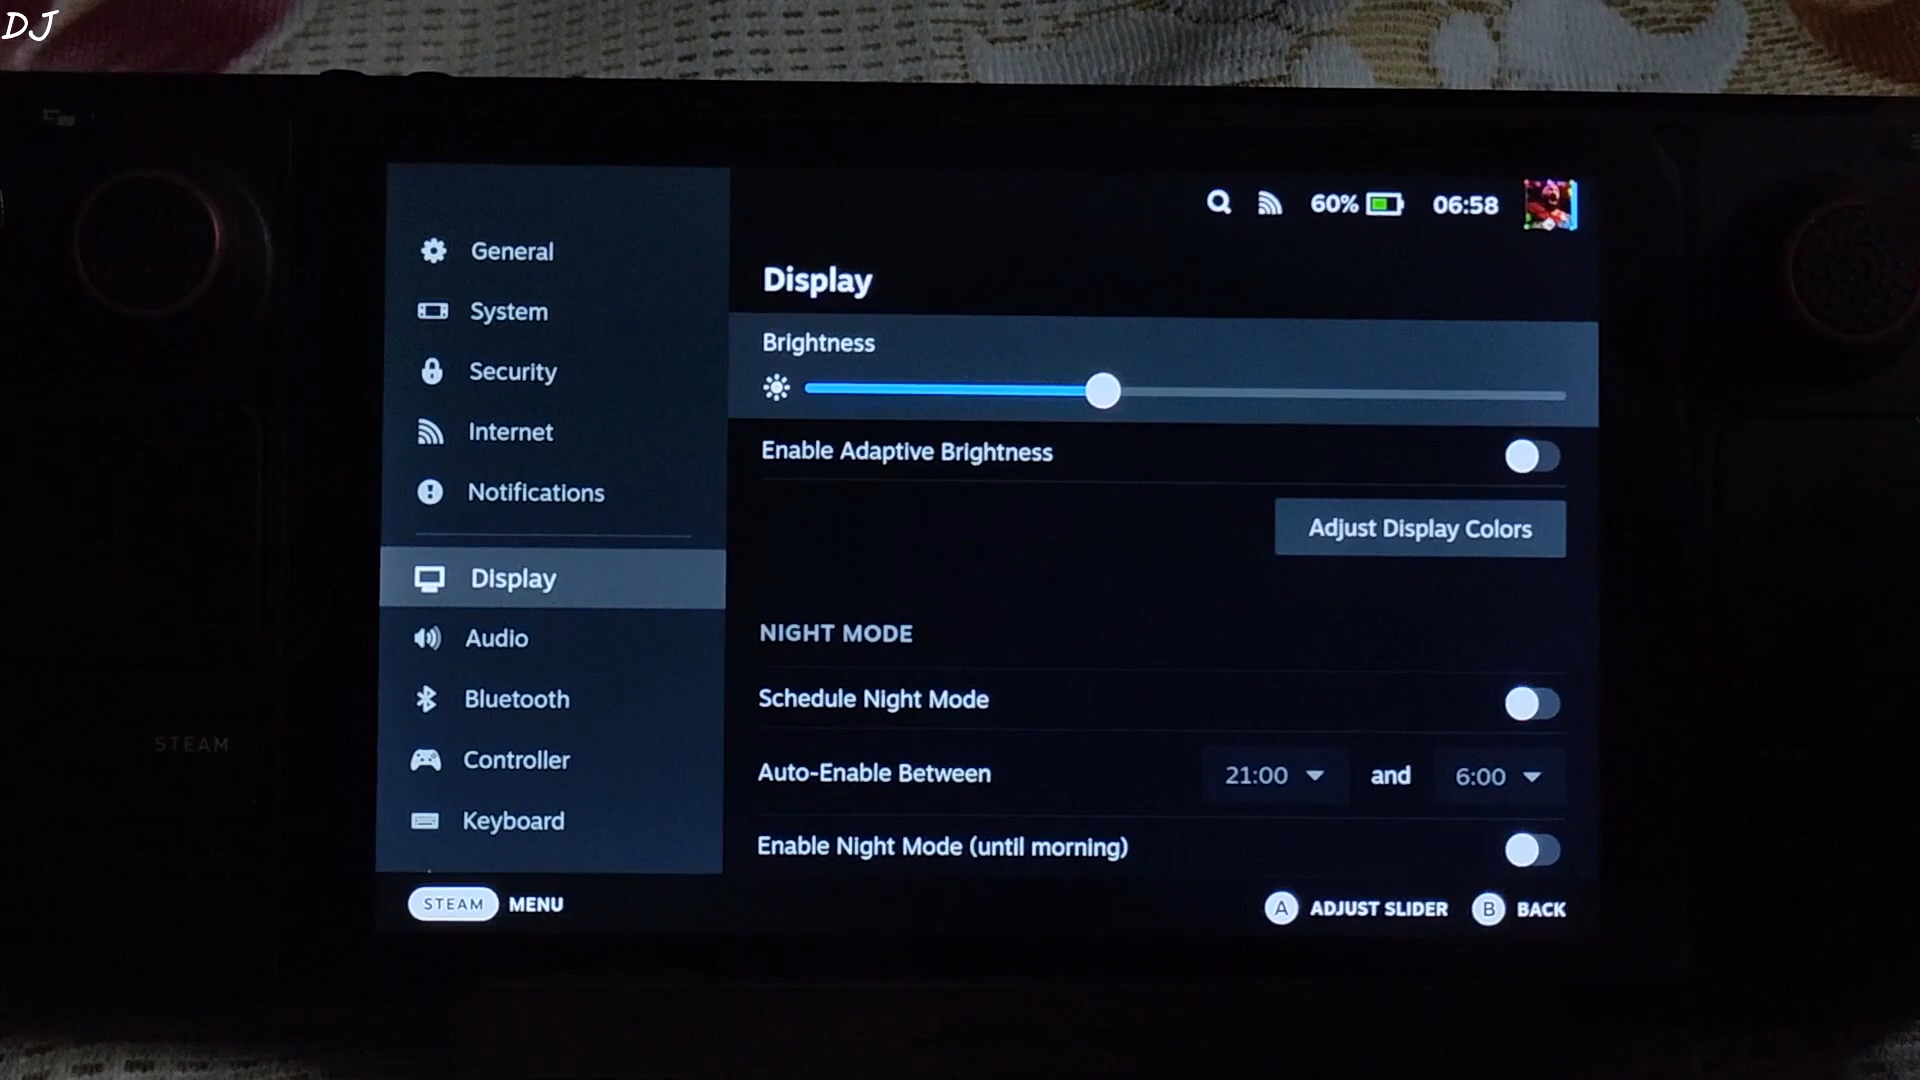 DJ
60% 06:58
General
System
Security
Internet
Notifications
Display
Audio
Bluetooth
Controller
Keyboard
Display
Brightness
Enable Adaptive Brightness
Adjust Display Colors
NIGHT MODE
Schedule Night Mode
Auto-Enable Between 21:00 and 6:00
Enable Night Mode (until morning)
STEAM
STEAM MENU
A ADJUST SLIDER B BACK